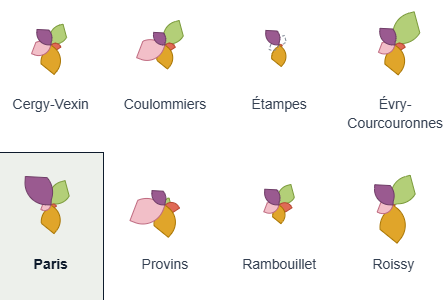 Cergy-Vexin
Coulommiers
Étampes
Évry-
Courcouronnes
Paris
Provins
Rambouillet
Roissy